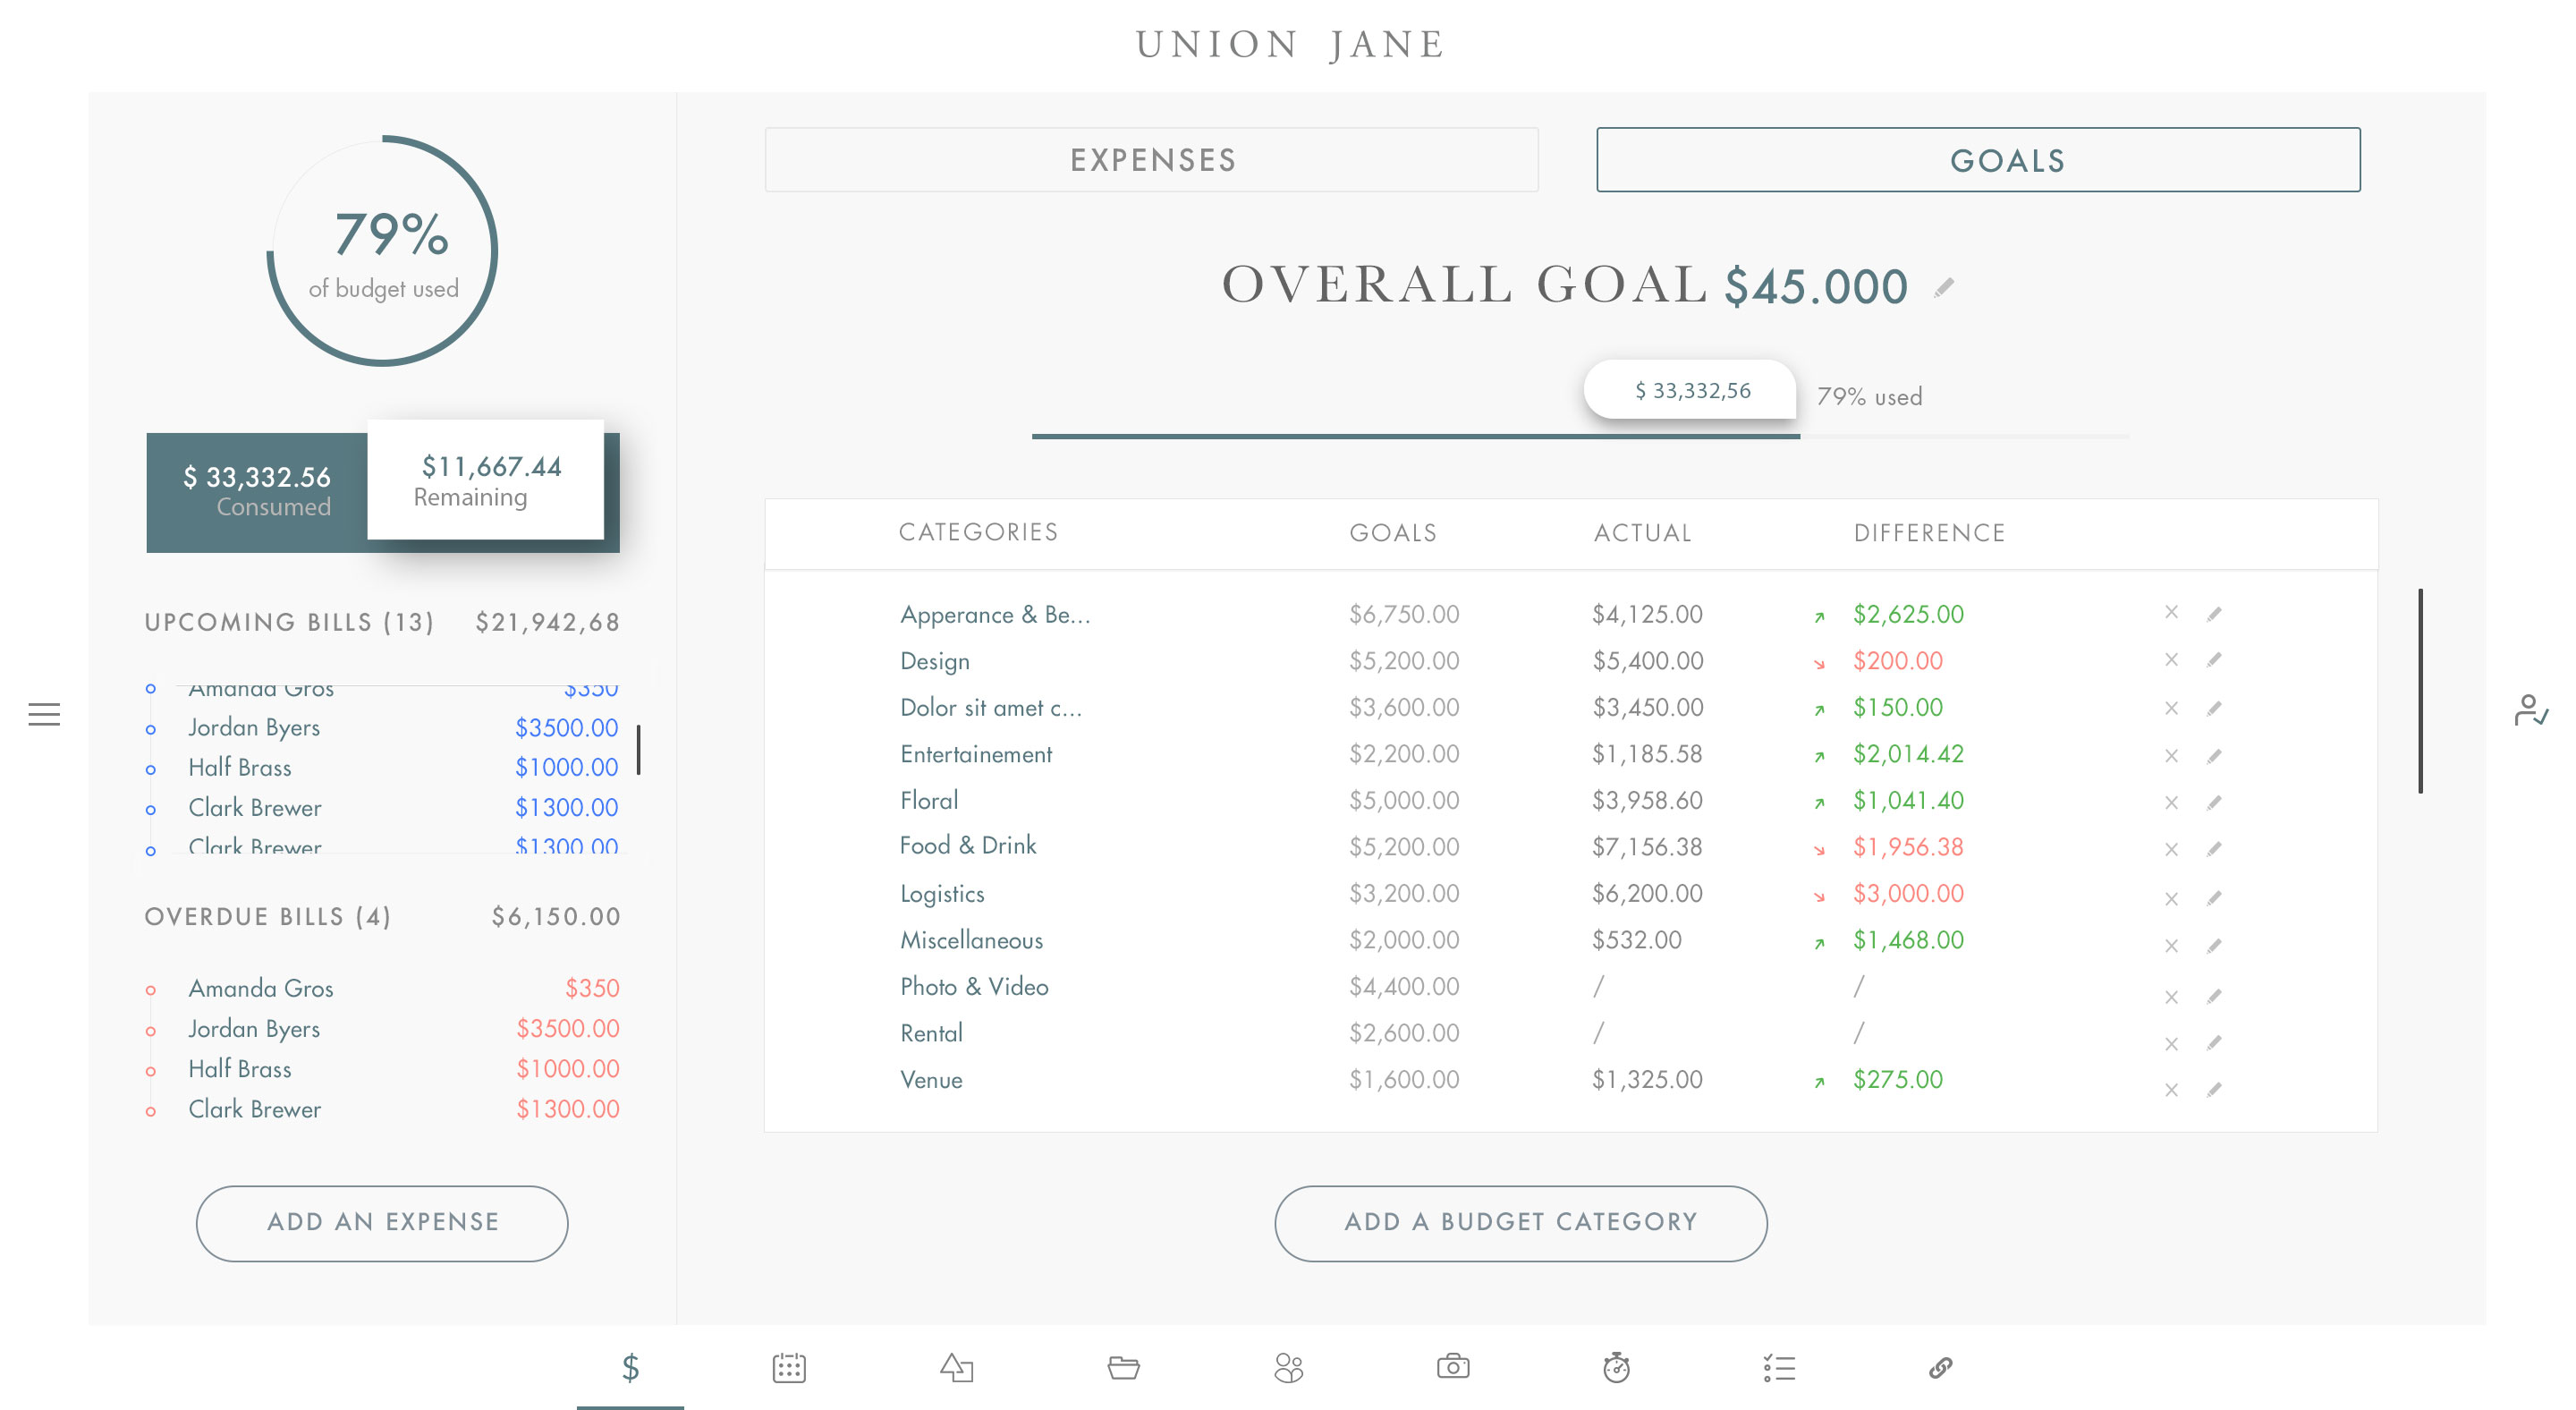 UNION JANE
79%
of budget used
$ 33,332.56
Consumed
$11,667.44
Remaining
UPCOMING BILLS (13) $21,942,68
Amanda Gros $350
Jordan Byers $3500.00
Half Brass $1000.00
Clark Brewer $1300.00
Clark Brewer $1300.00
OVERDUE BILLS (4) $6,150.00
Amanda Gros $350
Jordan Byers $3500.00
Half Brass $1000.00
Clark Brewer $1300.00
ADD AN EXPENSE
EXPENSES GOALS
OVERALL GOAL $45.000
$ 33,332,56 79% used
CATEGORIES GOALS ACTUAL DIFFERENCE
Apperance & Be... $6,750.00 $4,125.00 $2,625.00
Design $5,200.00 $5,400.00 $200.00
Dolor sit amet c... $3,600.00 $3,450.00 $150.00
Entertainement $2,200.00 $1,185.58 $2,014.42
Floral $5,000.00 $3,958.60 $1,041.40
Food & Drink $5,200.00 $7,156.38 $1,956.38
Logistics $3,200.00 $6,200.00 $3,000.00
Miscellaneous $2,000.00 $532.00 $1,468.00
Photo & Video $4,400.00 / /
Rental $2,600.00 / /
Venue $1,600.00 $1,325.00 $275.00
ADD A BUDGET CATEGORY
$